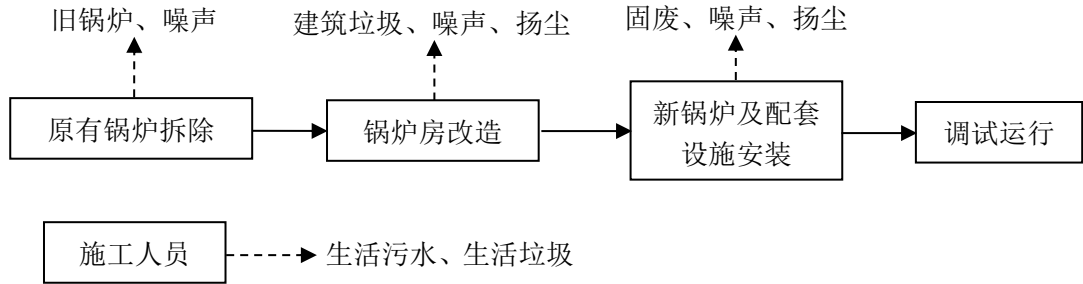 旧锅炉、噪声
建筑垃圾、噪声、扬尘
固废、噪声、扬尘
原有锅炉拆除
锅炉房改造
新锅炉及配套
设施安装
调试运行
施工人员
生活污水、生活垃圾